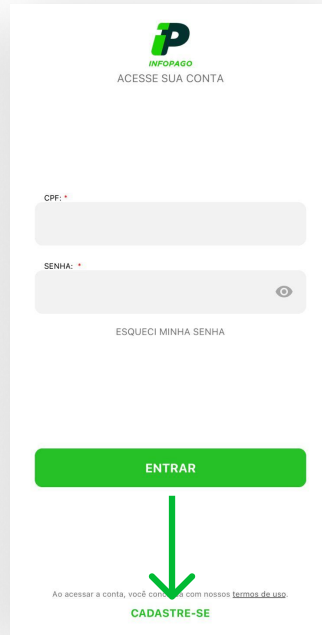 iP
INFOPAGO
ACESSE SUA CONTA
CPF: *
SENHA: *
ESQUECI MINHA SENHA
ENTRAR
Ao acessar a conta, você com nossos termos de uso.
CADASTRE-SE